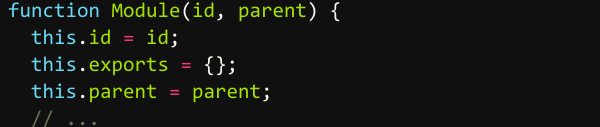 function Module(id, parent) {
  this.id = id;
  this.exports = {};
  this.parent = parent;
  // ...